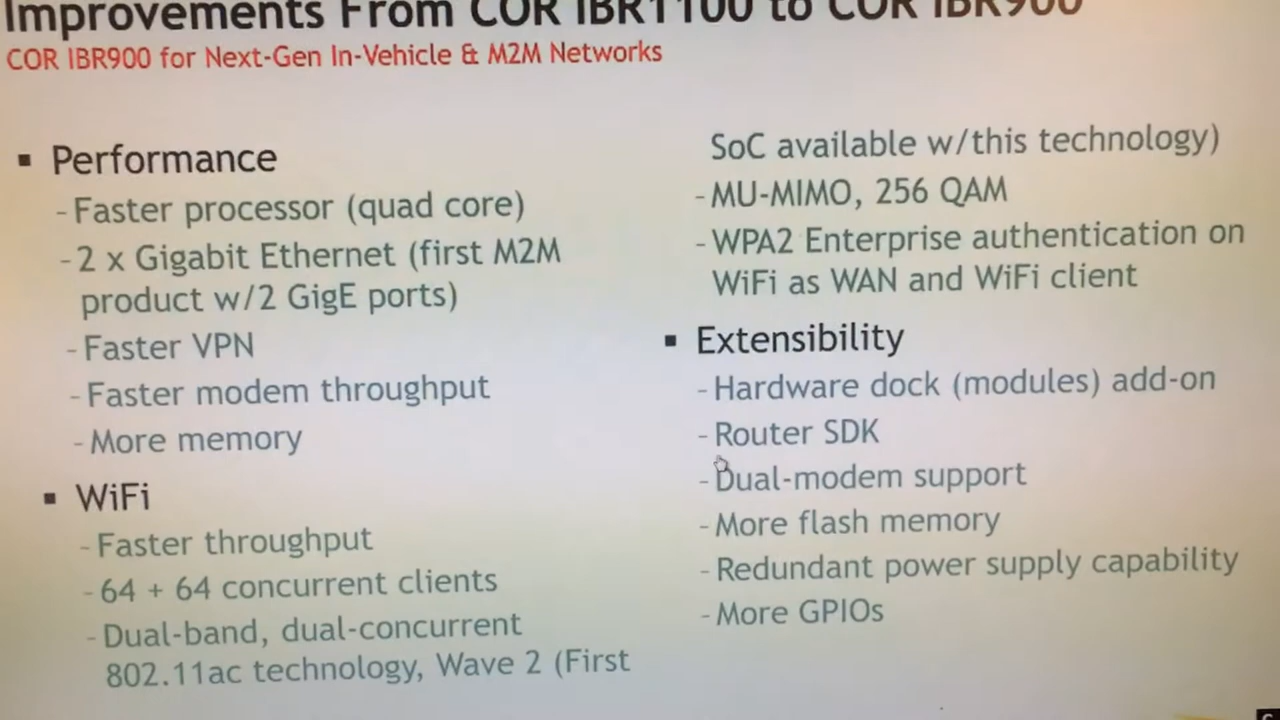 Improvements From COR IBR1100 to COR IBR900
COR IBR900 for Next-Gen In-Vehicle & M2M Networks
▪ Performance
- Faster processor (quad core)
- 2 x Gigabit Ethernet (first M2M
product w/2 GigE ports)
- Faster VPN
- Faster modem throughput
- More memory
▪ WiFi
- Faster throughput
- 64 + 64 concurrent clients
- Dual-band, dual-concurrent
802.11ac technology, Wave 2 (First
SoC available w/this technology)
- MU-MIMO, 256 QAM
- WPA2 Enterprise authentication on
WiFi as WAN and WiFi client
▪ Extensibility
- Hardware dock (modules) add-on
- Router SDK
- Dual-modem support
- More flash memory
- Redundant power supply capability
- More GPIOs